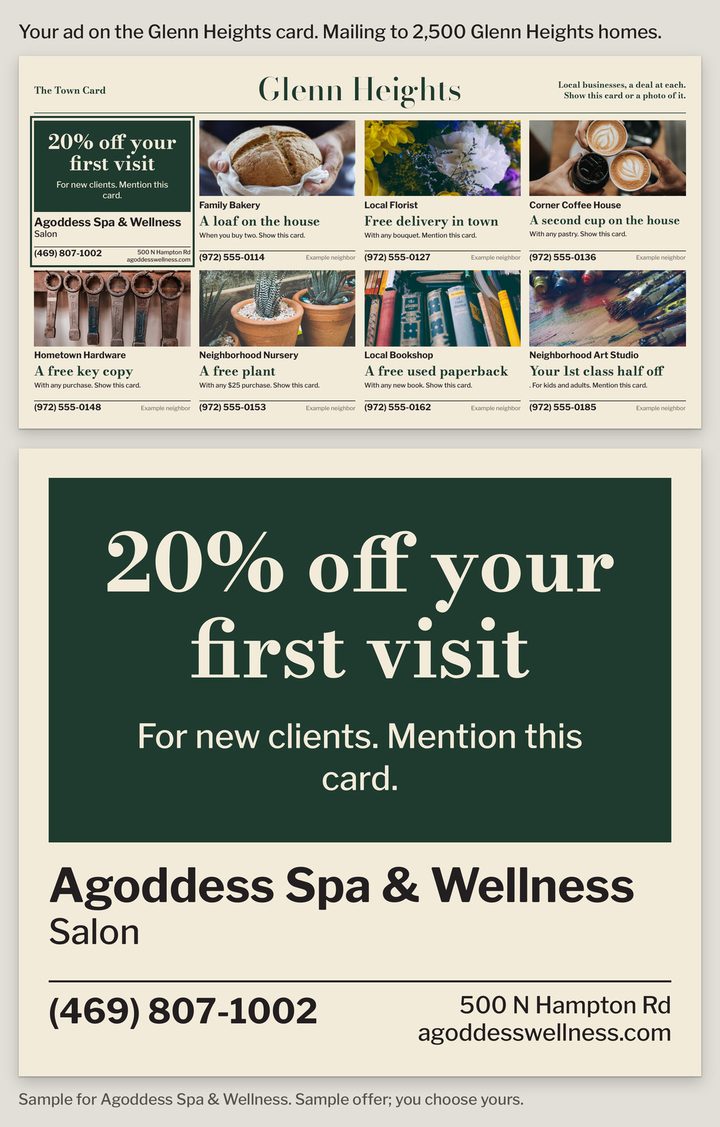 Your ad on the Glenn Heights card. Mailing to 2,500 Glenn Heights homes.
The Town Card
Glenn Heights
Local businesses, a deal at each.
Show this card or a photo of it.
20% off your
first visit
For new clients. Mention this
card.
Agoddess Spa & Wellness
Salon
(469) 807-1002
500 N Hampton Rd
agoddesswellness.com
Family Bakery
A loaf on the house
When you buy two. Show this card.
(972) 555-0114
Example neighbor
Local Florist
Free delivery in town
With any bouquet. Mention this card.
(972) 555-0127
Example neighbor
Corner Coffee House
A second cup on the house
With any pastry. Show this card.
(972) 555-0136
Example neighbor
Hometown Hardware
A free key copy
With any purchase. Show this card.
(972) 555-0148
Example neighbor
Neighborhood Nursery
A free plant
With any $25 purchase. Show this card.
(972) 555-0153
Example neighbor
Local Bookshop
A free used paperback
With any new book. Show this card.
(972) 555-0162
Example neighbor
Neighborhood Art Studio
Your 1st class half off
. For kids and adults. Mention this card.
(972) 555-0185
Example neighbor
20% off your
first visit
For new clients. Mention this
card.
Agoddess Spa & Wellness
Salon
(469) 807-1002
500 N Hampton Rd
agoddesswellness.com
Sample for Agoddess Spa & Wellness. Sample offer; you choose yours.